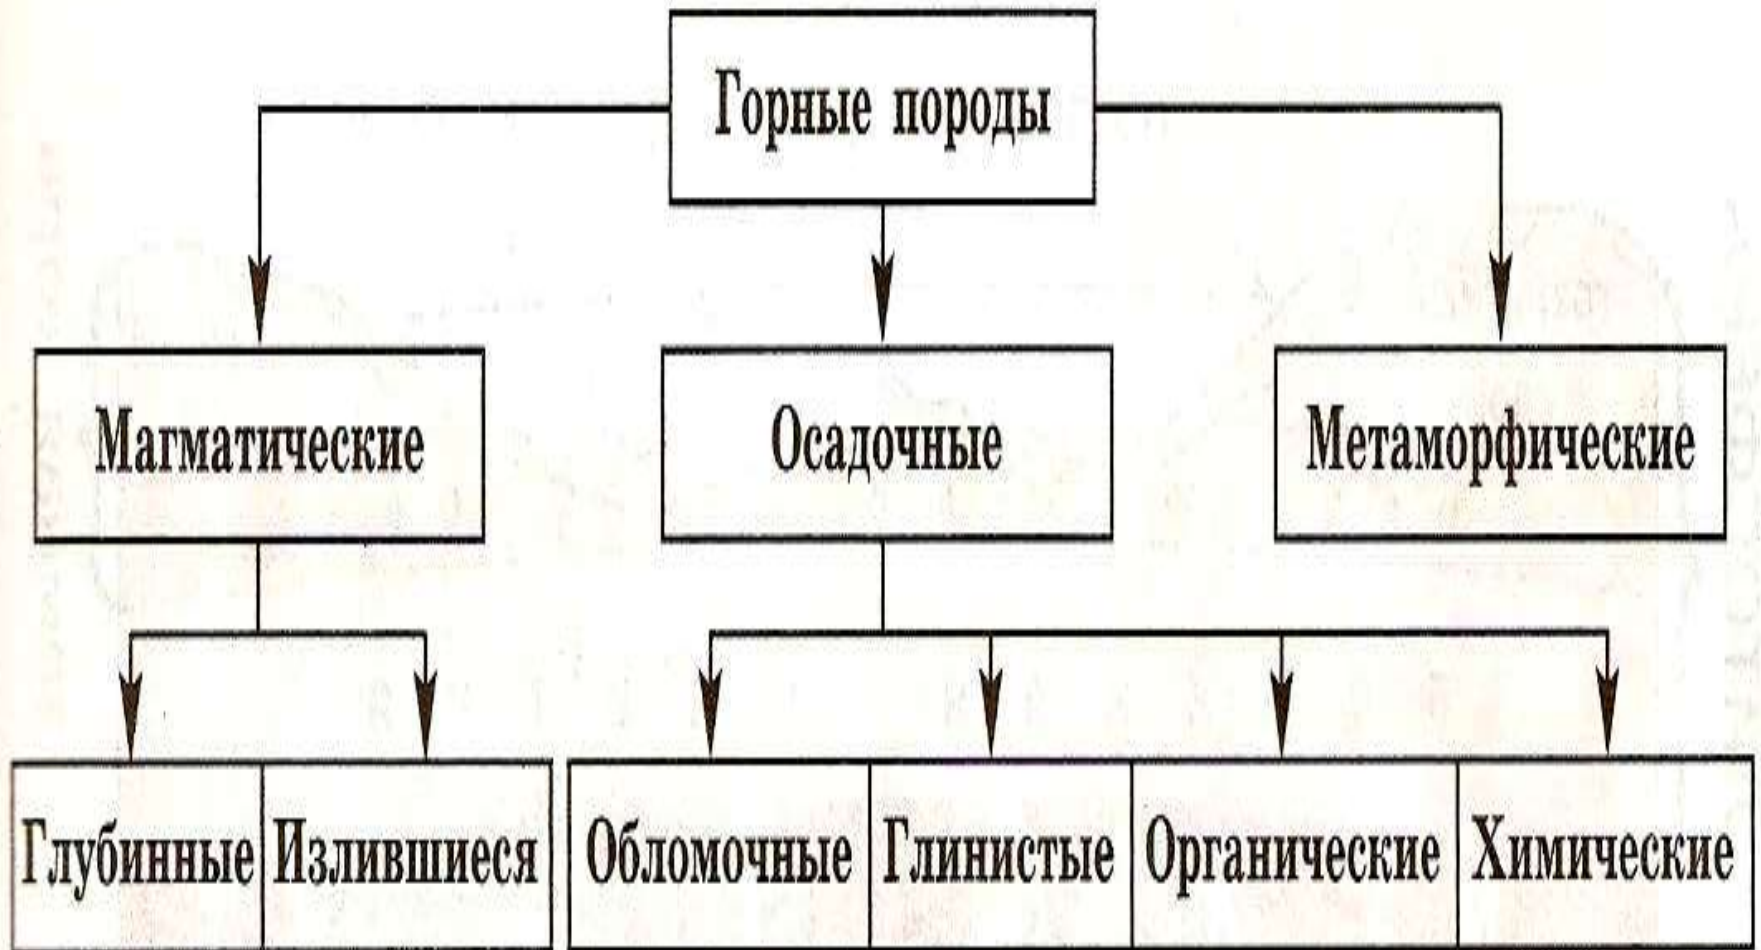 Горные породы
Магматические
Осадочные
Метаморфические
Глубинные
Излившиеся
Обломочные
Глинистые
Органические
Химические